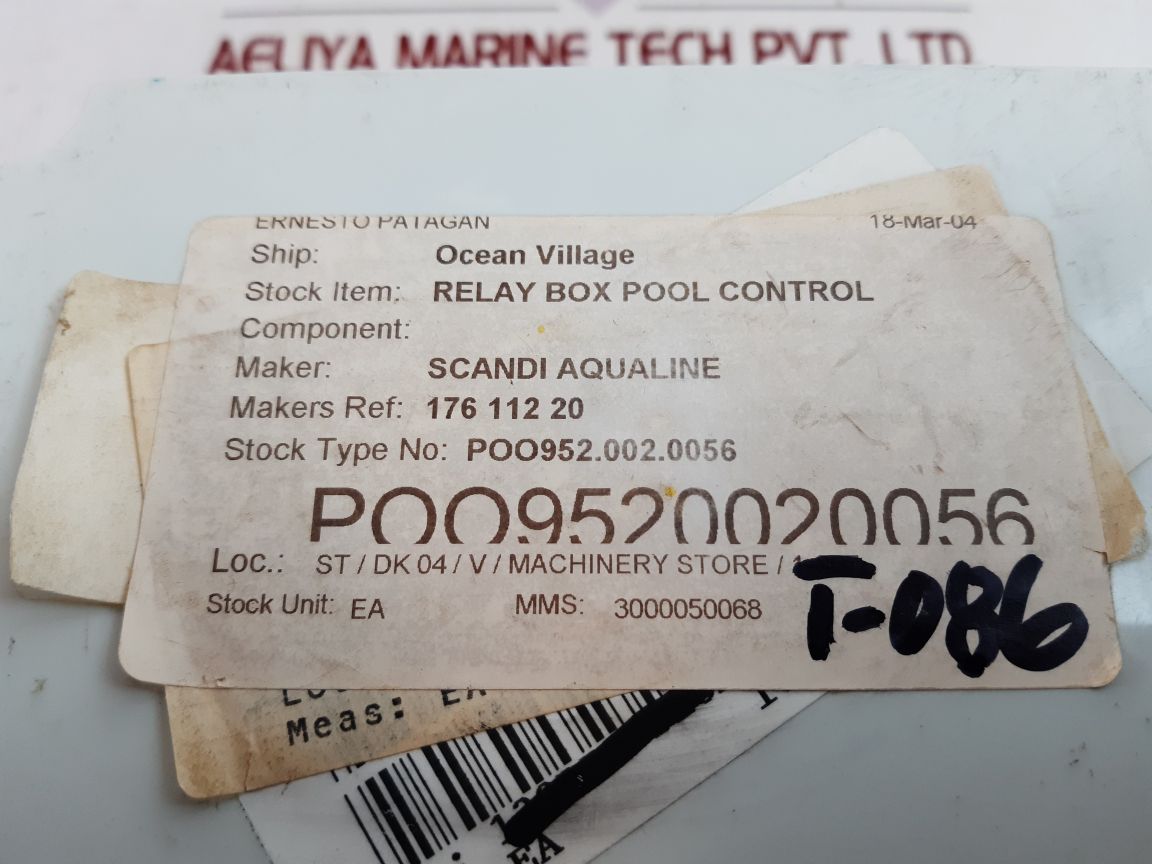 AELIYA MARINE TECH PVT. LTD.
ERNESTO PATAGAN 18-Mar-04
Ship: Ocean Village
Stock Item: RELAY BOX POOL CONTROL
Component:
Maker: SCANDI AQUALINE
Makers Ref: 176 112 20
Stock Type No: POO952.002.0056
POO9520020056
Loc.: ST / DK 04 / V / MACHINERY STORE /
T-086
Stock Unit: EA MMS: 3000050068
Meas: EA
EA